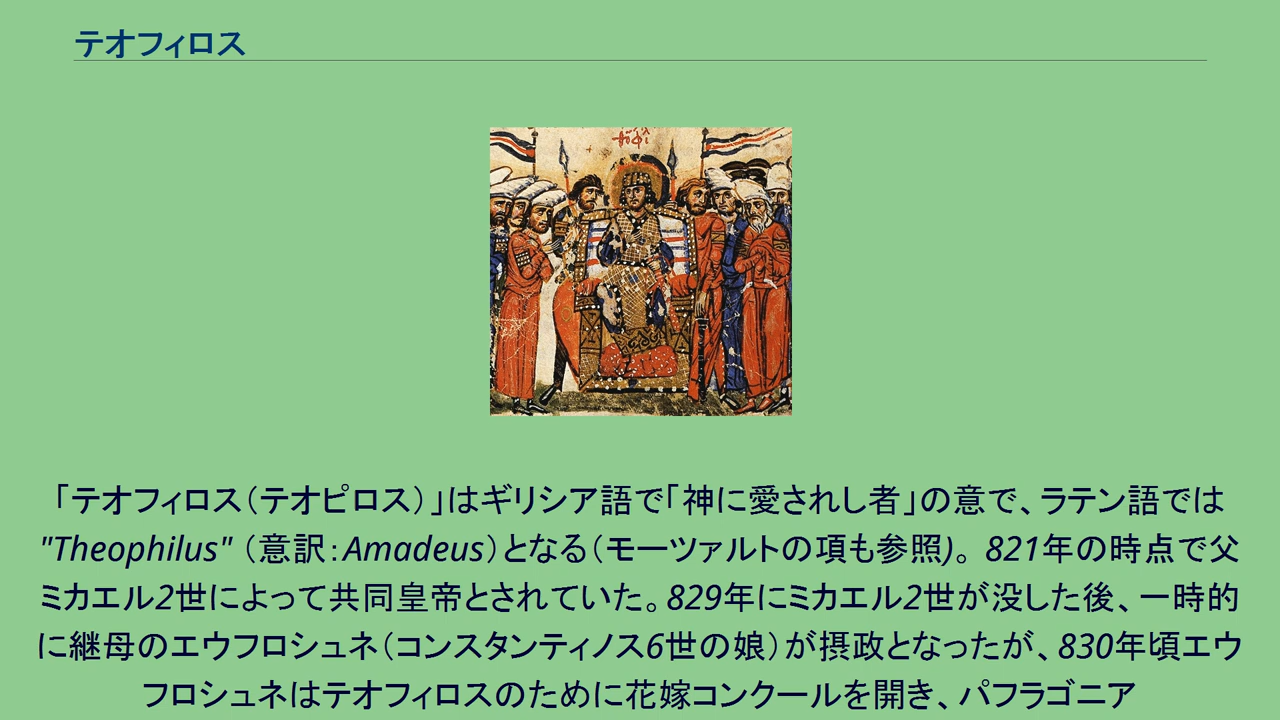 テオフィロス
「テオフィロス（テオピロス）」はギリシア語で「神に愛されし者」の意で、ラテン語では
"Theophilus" （意訳：Amadeus）となる（モーツァルトの項も参照)。 821年の時点で父
ミカエル2世によって共同皇帝とされていた。829年にミカエル2世が没した後、一時的
に継母のエウフロシュネ（コンスタンティノス6世の娘）が摂政となったが、830年頃エウ
フロシュネはテオフィロスのために花嫁コンクールを開き、パフラゴニア